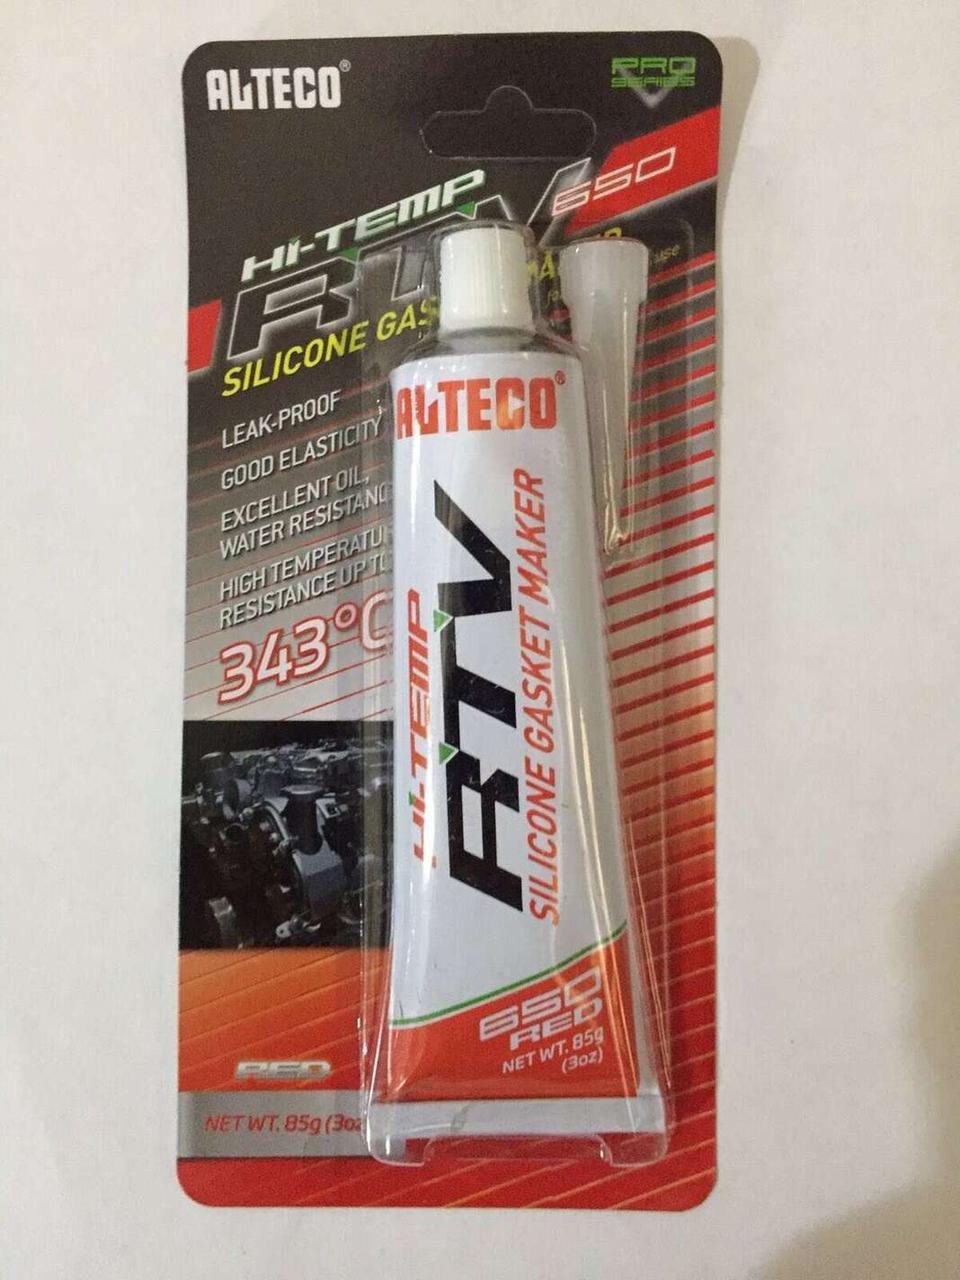 ALTECO®
PRO
SERIES
HI-TEMP
RTV 650
SILICONE GAS
use
LEAK-PROOF
GOOD ELASTICITY
EXCELLENT OIL,
WATER RESISTANC
HIGH TEMPERATU
RESISTANCE UP TO
343°C
RED
NET WT. 85g (3oz
ALTECO®
HI-TEMP
RTV
SILICONE GASKET MAKER
650
RED
NET WT. 85g
(3oz)